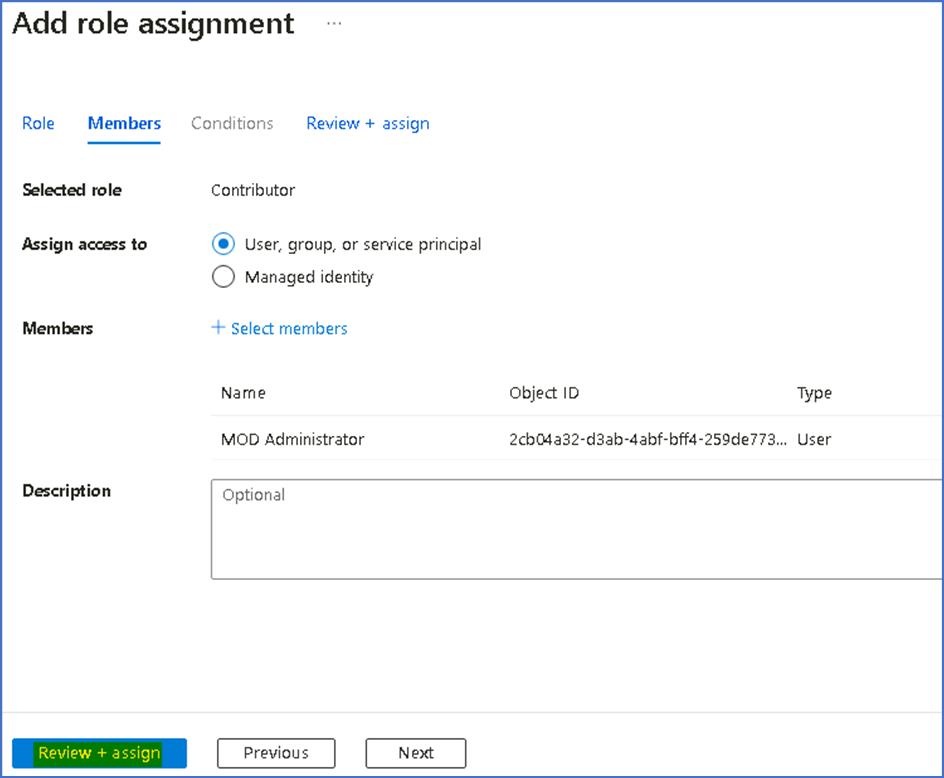 Add role assignment ...
Role Members Conditions Review + assign
Selected role Contributor
Assign access to User, group, or service principal
Managed identity
Members + Select members
Name Object ID Type
MOD Administrator 2cb04a32-d3ab-4abf-bff4-259de773... User
Description Optional
Review + assign Previous Next